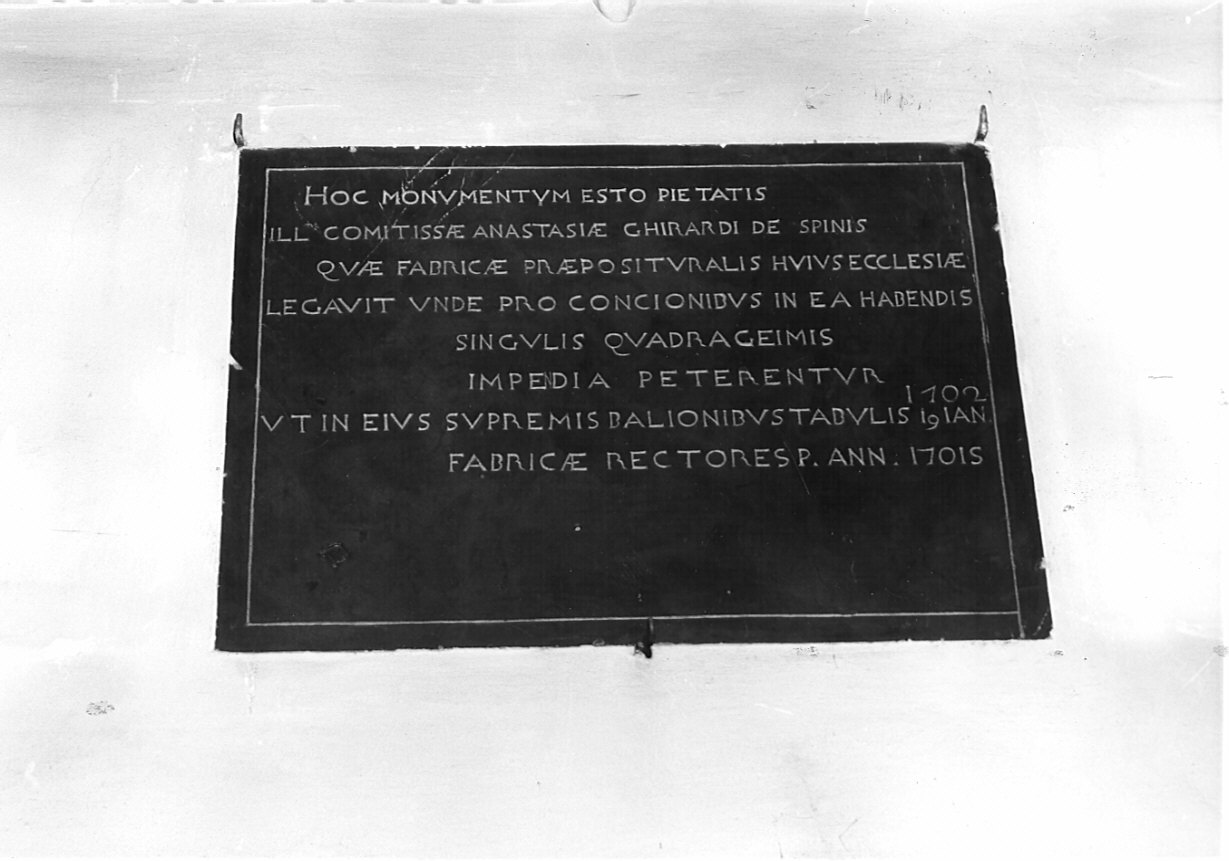 HOC MONVMENTVM ESTO PIETATIS
ILL COMITISSÆ ANASTASIÆ GHIRARDI DE SPINIS
QVÆ FABRICÆ PRÆPOSITVRALIS HVIVS ECCLESIÆ
LEGAVIT VNDE PRO CONCIONIBVS IN EA HABENDIS
SINGVLIS QVADRAGEIMIS
IMPENDIA PETERENTVR
1702
VT IN EIVS SVPREMIS BALIONIBVS TABVLIS 19 IAN
FABRICÆ RECTORES P. ANN. 1701S